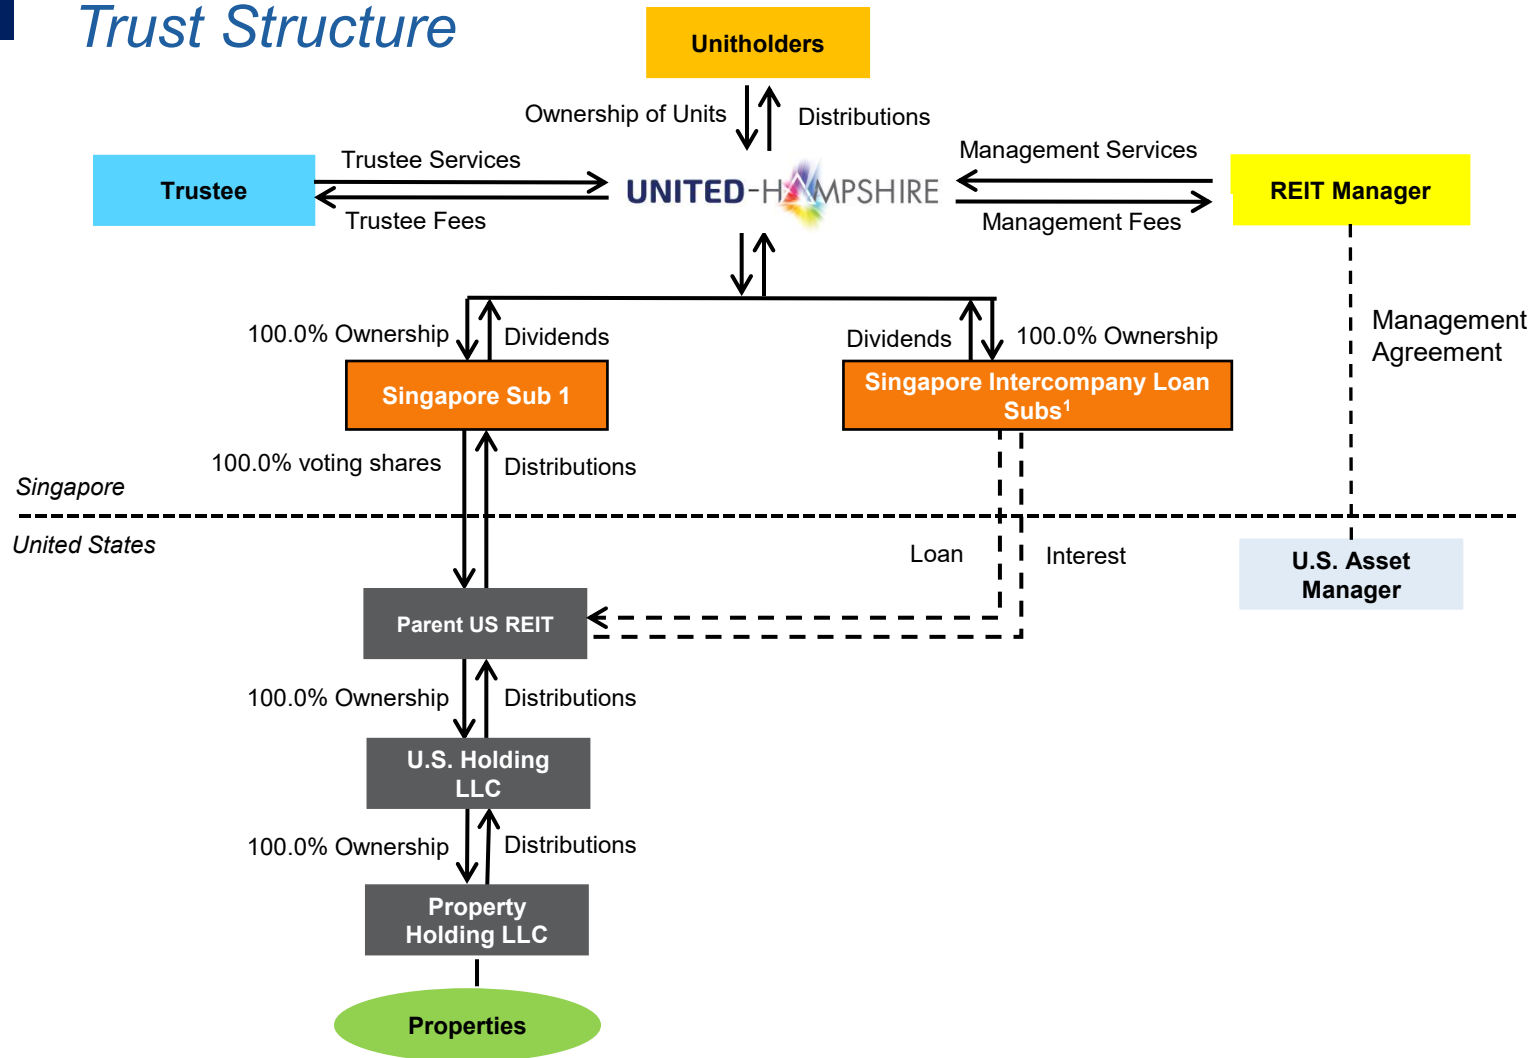 Trust Structure
Unitholders
Ownership of Units
Distributions
Trustee
Trustee Services
Trustee Fees
UNITED-HAMPSHIRE
Management Services
Management Fees
REIT Manager
100.0% Ownership
Dividends
Dividends
100.0% Ownership
Management
Agreement
Singapore Sub 1
Singapore Intercompany Loan
Subs¹
100.0% voting shares
Distributions
Singapore
United States
Loan
Interest
U.S. Asset
Manager
Parent US REIT
100.0% Ownership
Distributions
U.S. Holding
LLC
100.0% Ownership
Distributions
Property
Holding LLC
Properties